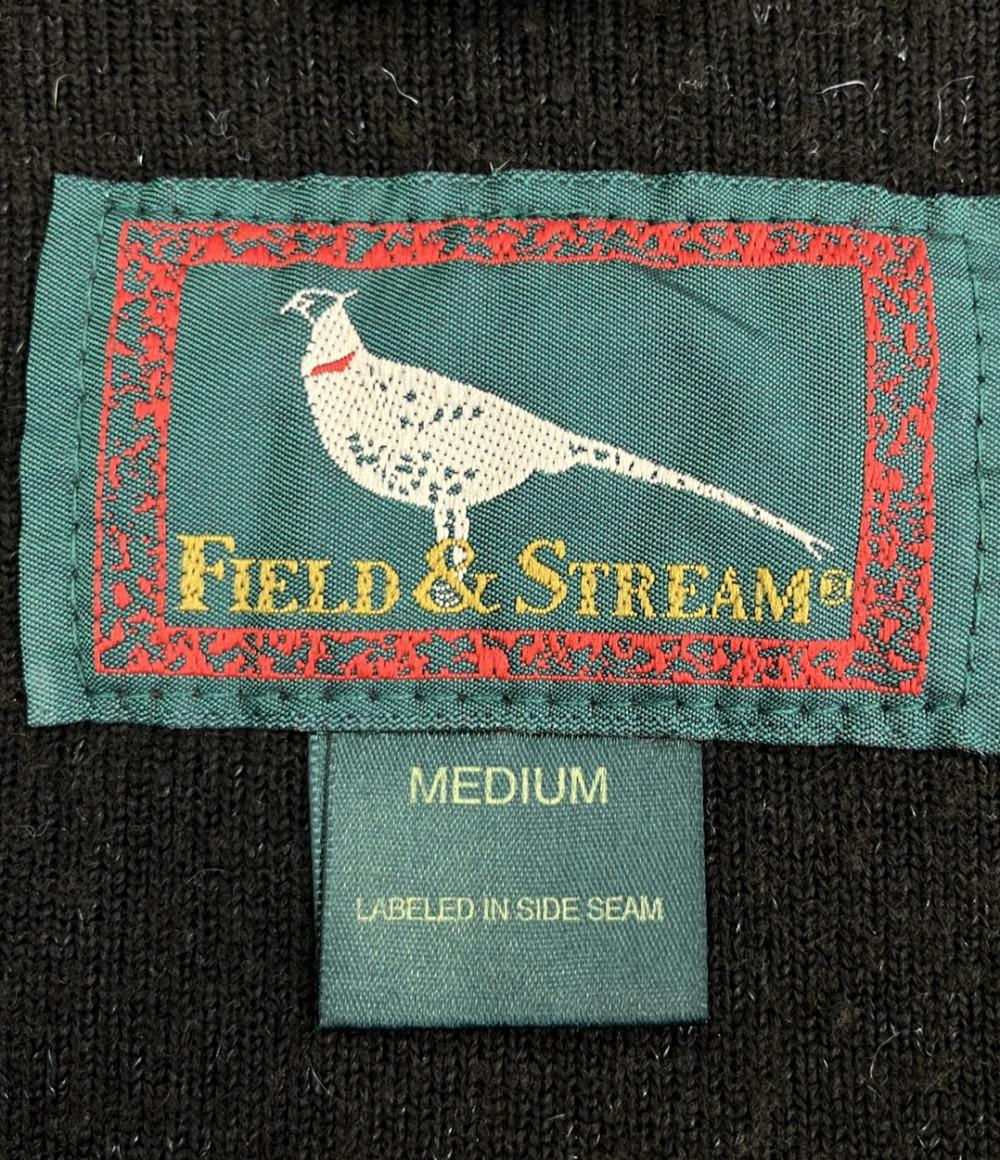 FIELD & STREAM®
MEDIUM
LABELED IN SIDE SEAM